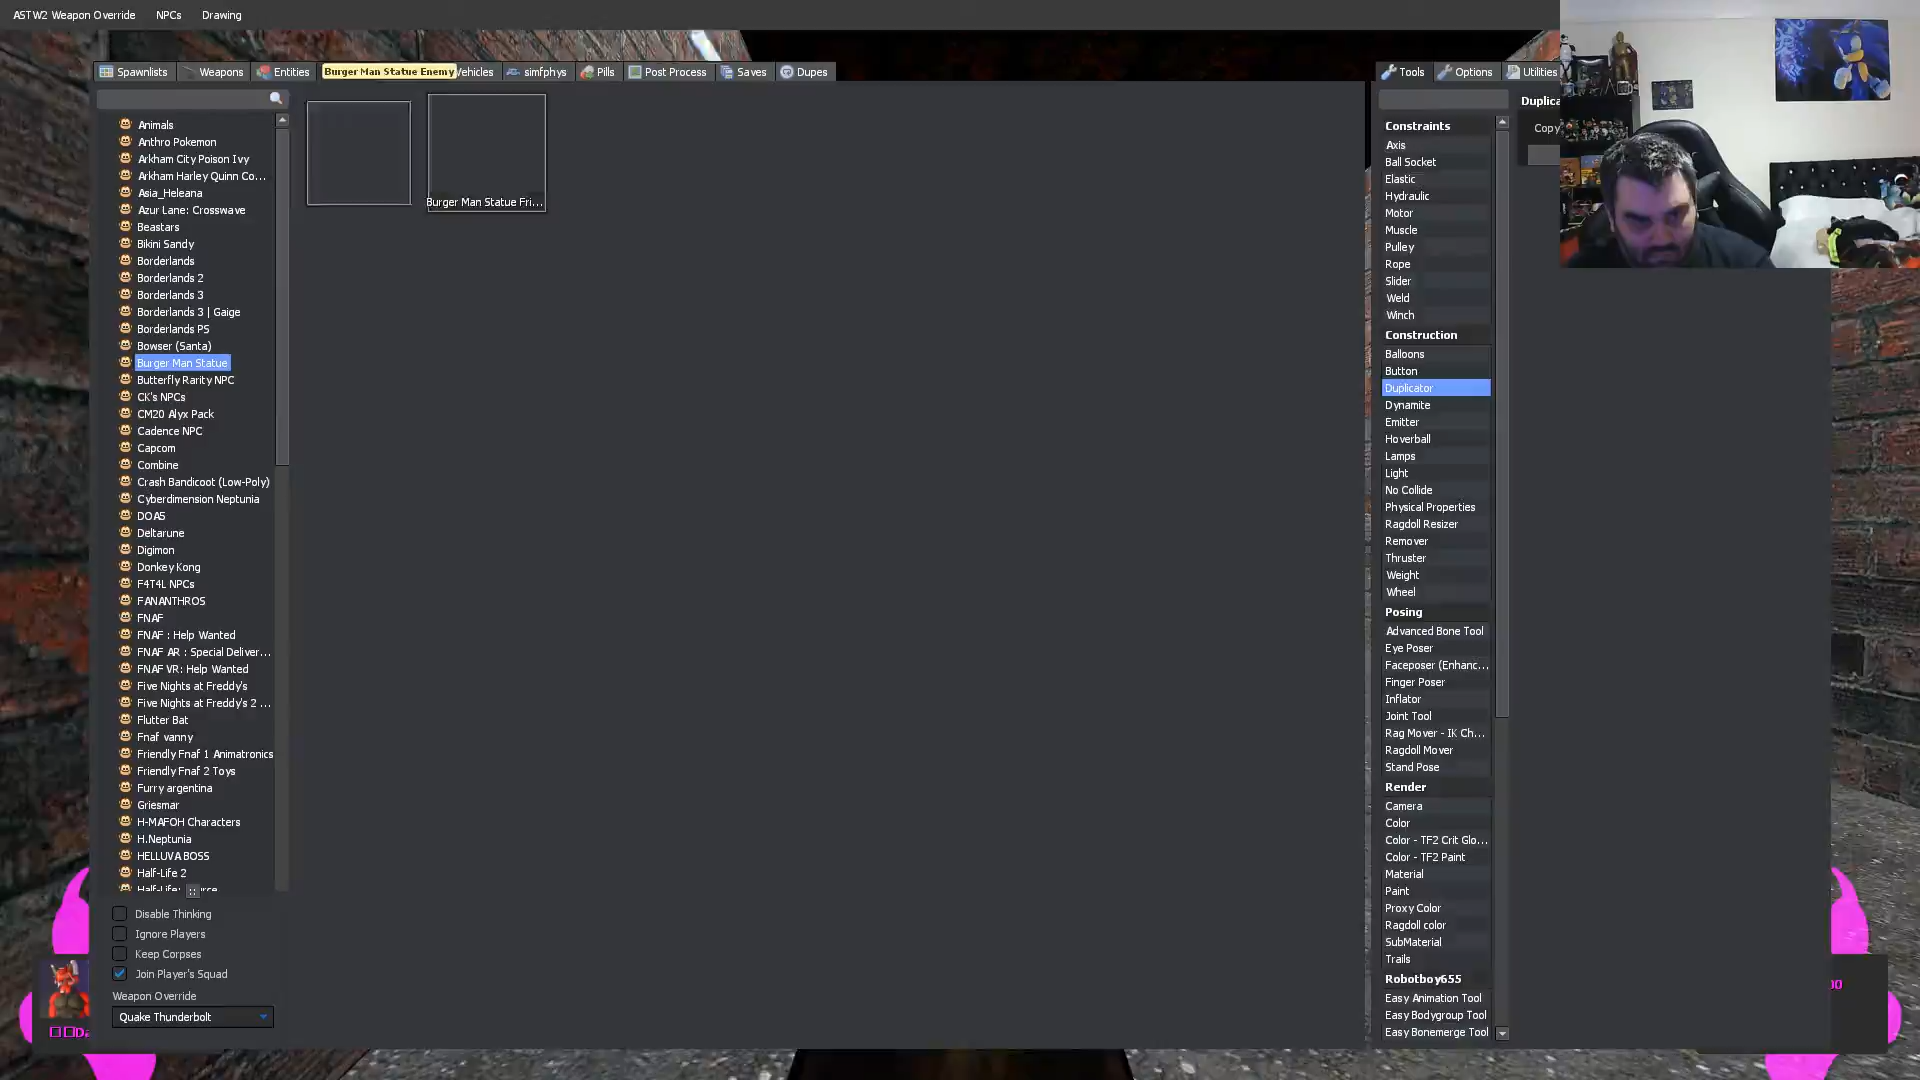 ASTW2 Weapon Override NPCs Drawing
Spawnlists Weapons Entities Burger Man Statue Enemy Vehicles simfphys Pills Post Process Saves Dupes
Animals
Anthro Pokemon
Arkham City Poison Ivy
Arkham Harley Quinn Co...
Asia_Heleana
Azur Lane: Crosswave
Beastars
Bikini Sandy
Borderlands
Borderlands 2
Borderlands 3
Borderlands 3 | Gaige
Borderlands PS
Bowser (Santa)
Burger Man Statue
Butterfly Rarity NPC
CK's NPCs
CM20 Alyx Pack
Cadence NPC
Capcom
Combine
Crash Bandicoot (Low-Poly)
Cyberdimension Neptunia
DOA5
Deltarune
Digimon
Donkey Kong
F4T4L NPCs
FANANTHROS
FNAF
FNAF : Help Wanted
FNAF AR : Special Deliver...
FNAF VR: Help Wanted
Five Nights at Freddy's
Five Nights at Freddy's 2 ...
Flutter Bat
Fnaf vanny
Friendly Fnaf 1 Animatronics
Friendly Fnaf 2 Toys
Furry argentina
Griesmar
H-MAFOH Characters
H.Neptunia
HELLUVA BOSS
Half-Life 2
Disable Thinking
Ignore Players
Keep Corpses
Join Player's Squad
Weapon Override
Quake Thunderbolt
Burger Man Statue Fri...
Tools Options Utilities
Constraints
Axis
Ball Socket
Elastic
Hydraulic
Motor
Muscle
Pulley
Rope
Slider
Weld
Winch
Construction
Balloons
Button
Duplicator
Dynamite
Emitter
Hoverball
Lamps
Light
No Collide
Physical Properties
Ragdoll Resizer
Remover
Thruster
Weight
Wheel
Posing
Advanced Bone Tool
Eye Poser
Faceposer (Enhanc...
Finger Poser
Inflator
Joint Tool
Rag Mover - IK Ch...
Ragdoll Mover
Stand Pose
Render
Camera
Color
Color - TF2 Crit Glo...
Color - TF2 Paint
Material
Paint
Proxy Color
Ragdoll color
SubMaterial
Trails
Robotboy655
Easy Animation Tool
Easy Bodygroup Tool
Easy Bonemerge Tool
Duplica
Copy